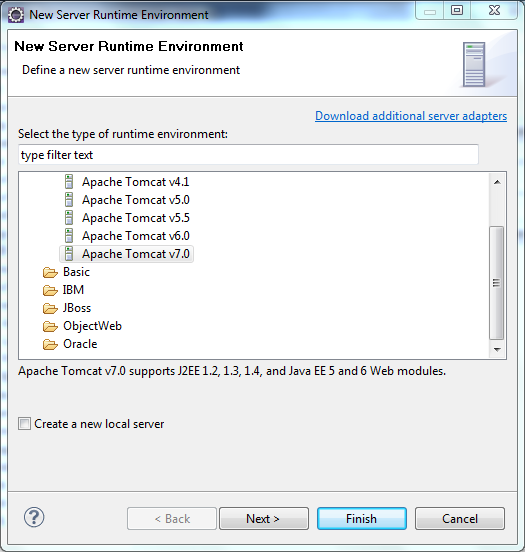 New Server Runtime Environment
New Server Runtime Environment
Define a new server runtime environment
Download additional server adapters
Select the type of runtime environment:
type filter text
Apache Tomcat v4.1
Apache Tomcat v5.0
Apache Tomcat v5.5
Apache Tomcat v6.0
Apache Tomcat v7.0
Basic
IBM
JBoss
ObjectWeb
Oracle
Apache Tomcat v7.0 supports J2EE 1.2, 1.3, 1.4, and Java EE 5 and 6 Web modules.
Create a new local server
? < Back Next > Finish Cancel